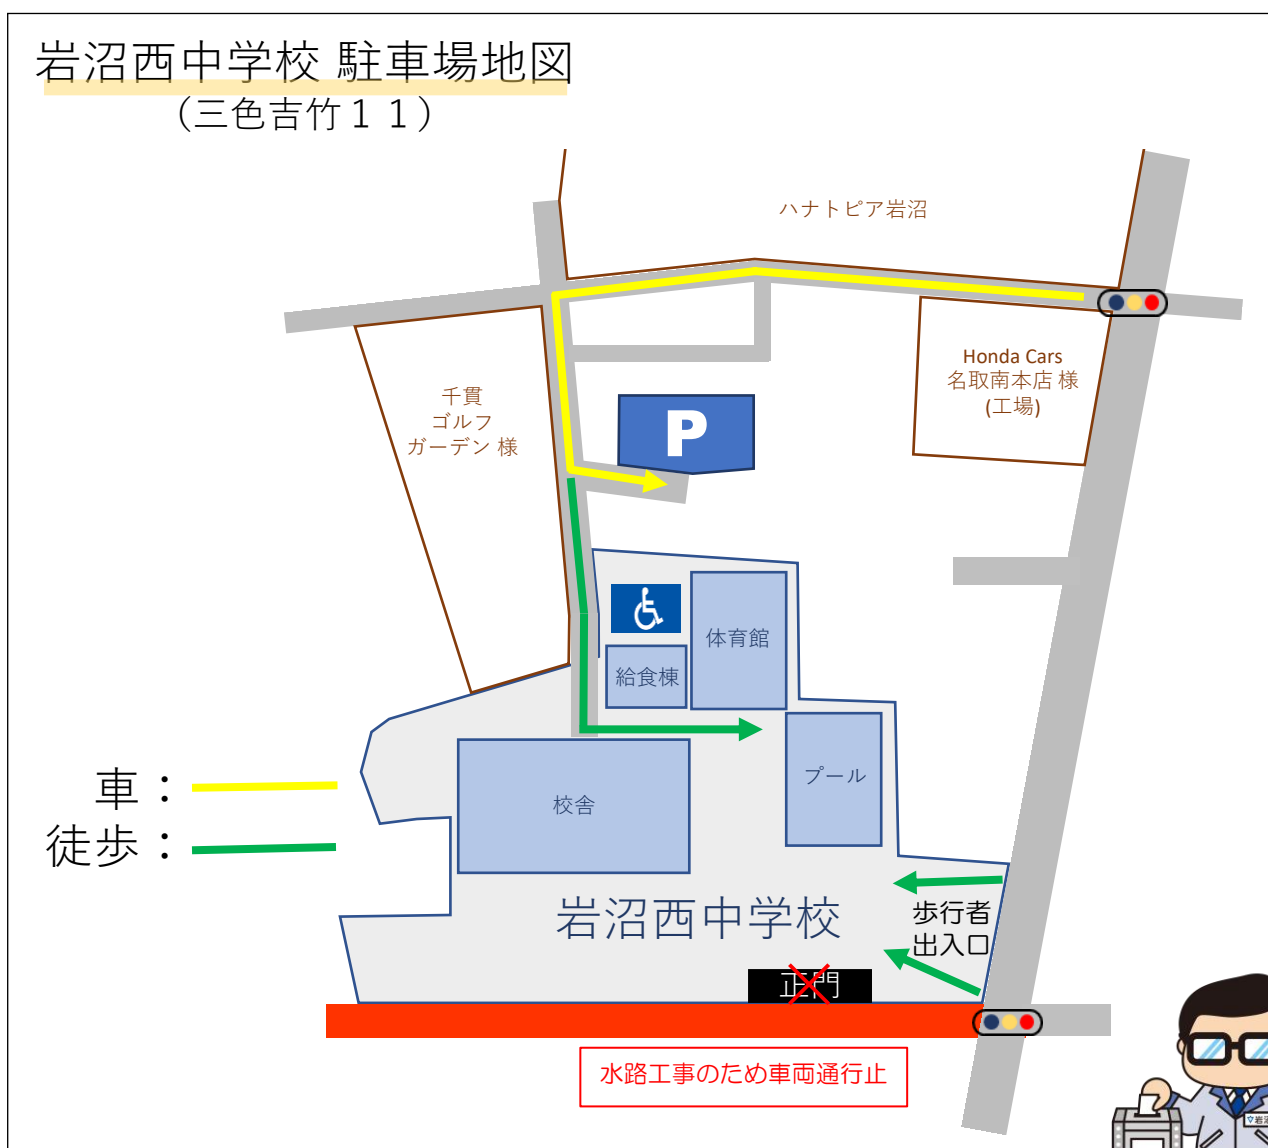 岩沼西中学校 駐車場地図
（三色吉竹１１）
ハナトピア岩沼
Honda Cars
名取南本店 様
(工場)
千貫
ゴルフ
ガーデン 様
P
体育館
給食棟
プール
校舎
車：
徒歩：
岩沼西中学校
歩行者
出入口
正門
水路工事のため車両通行止